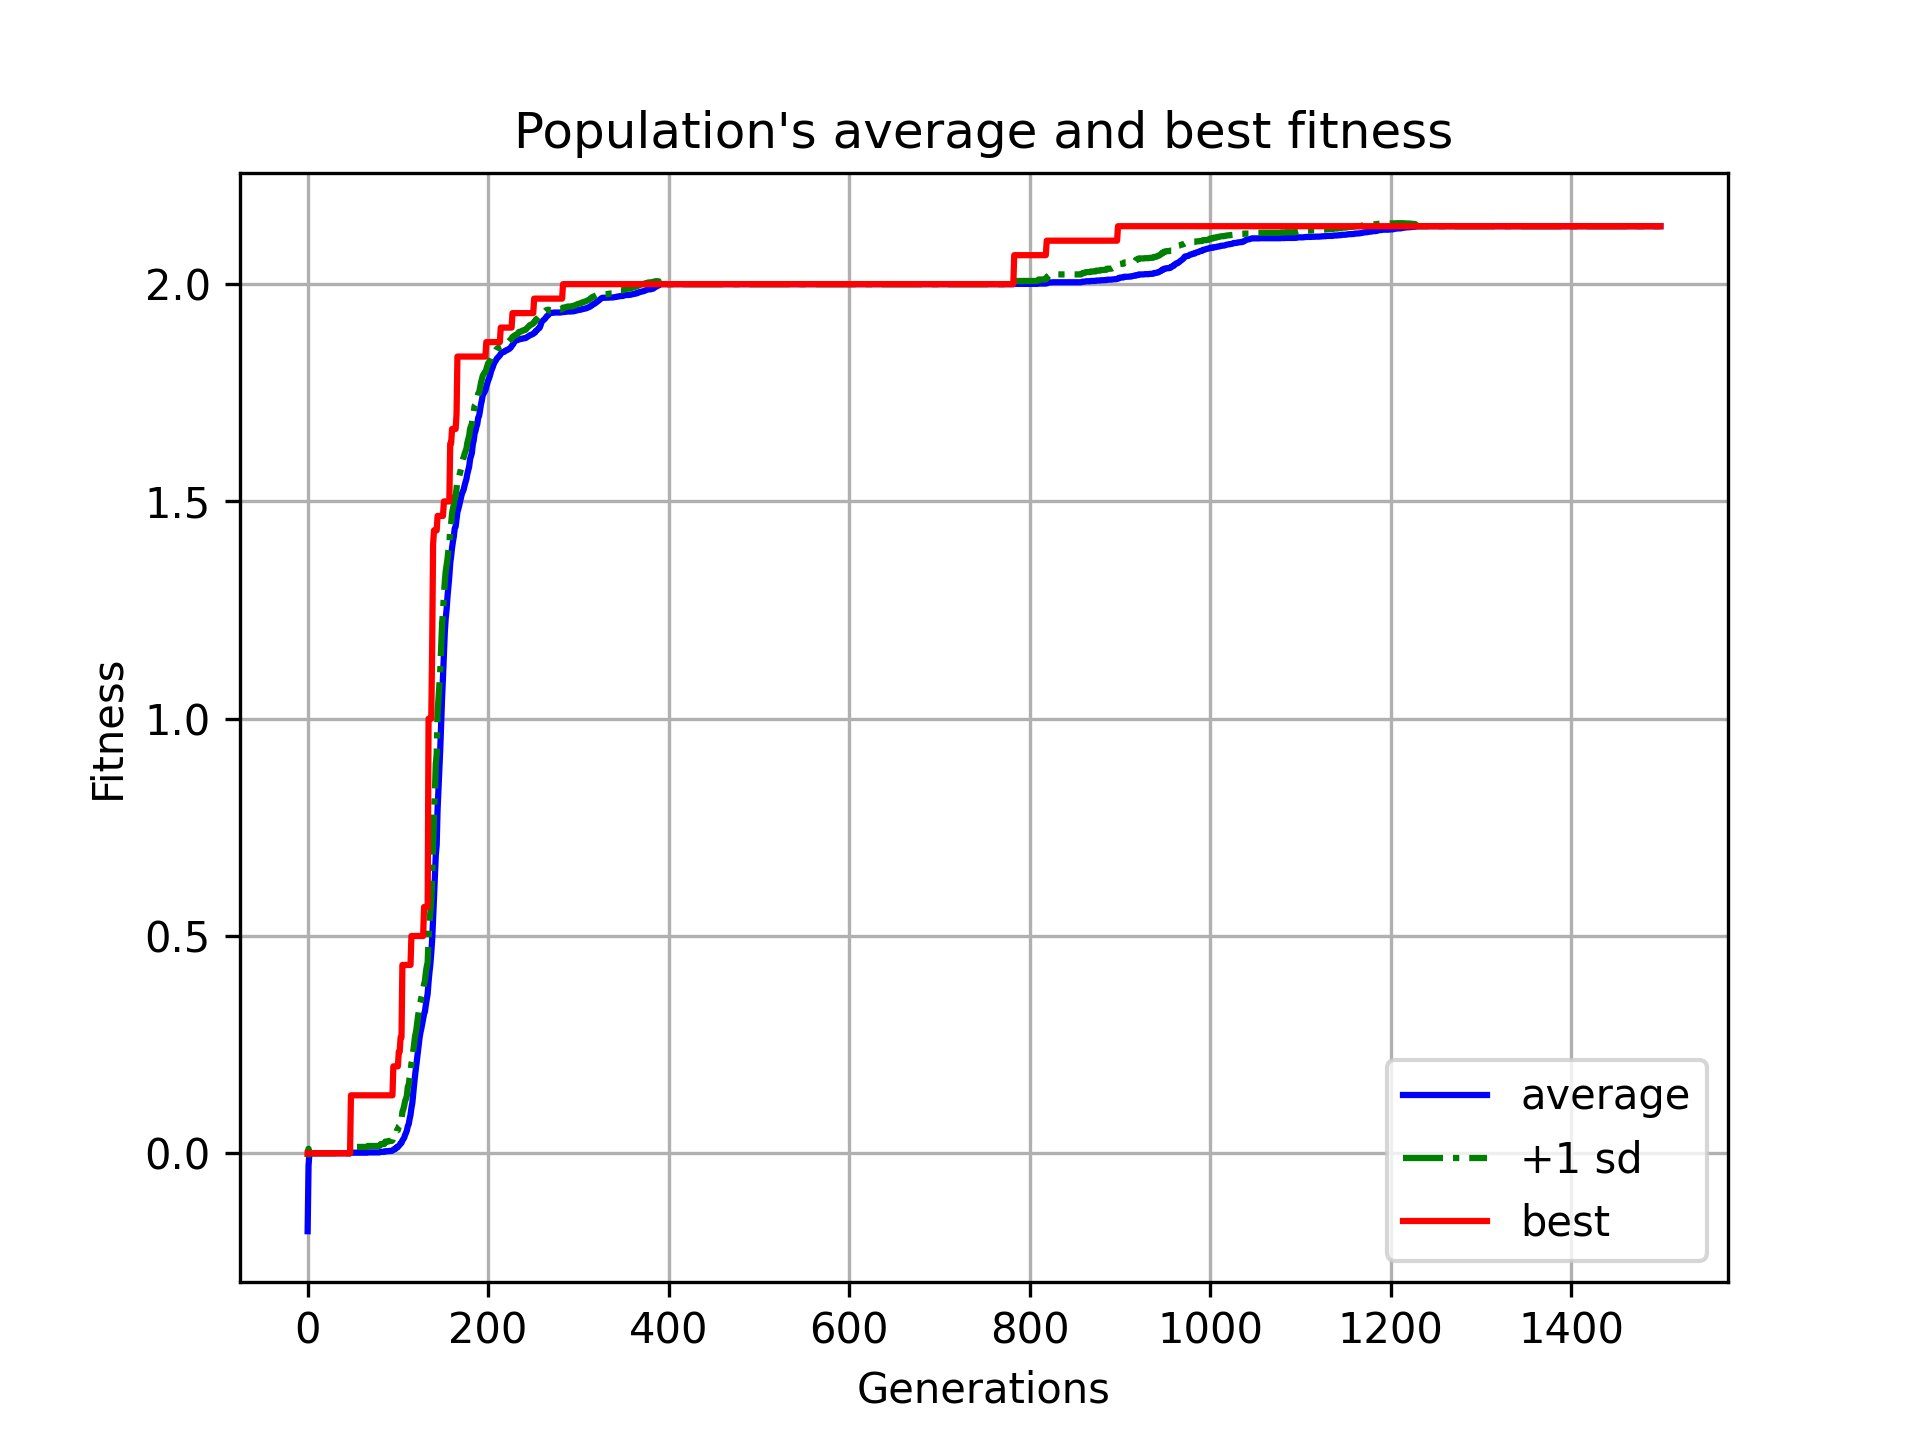 Population's average and best fitness
Fitness
2.0
1.5
1.0
0.5
0.0
0 200 400 600 800 1000 1200 1400
Generations
average
+1 sd
best